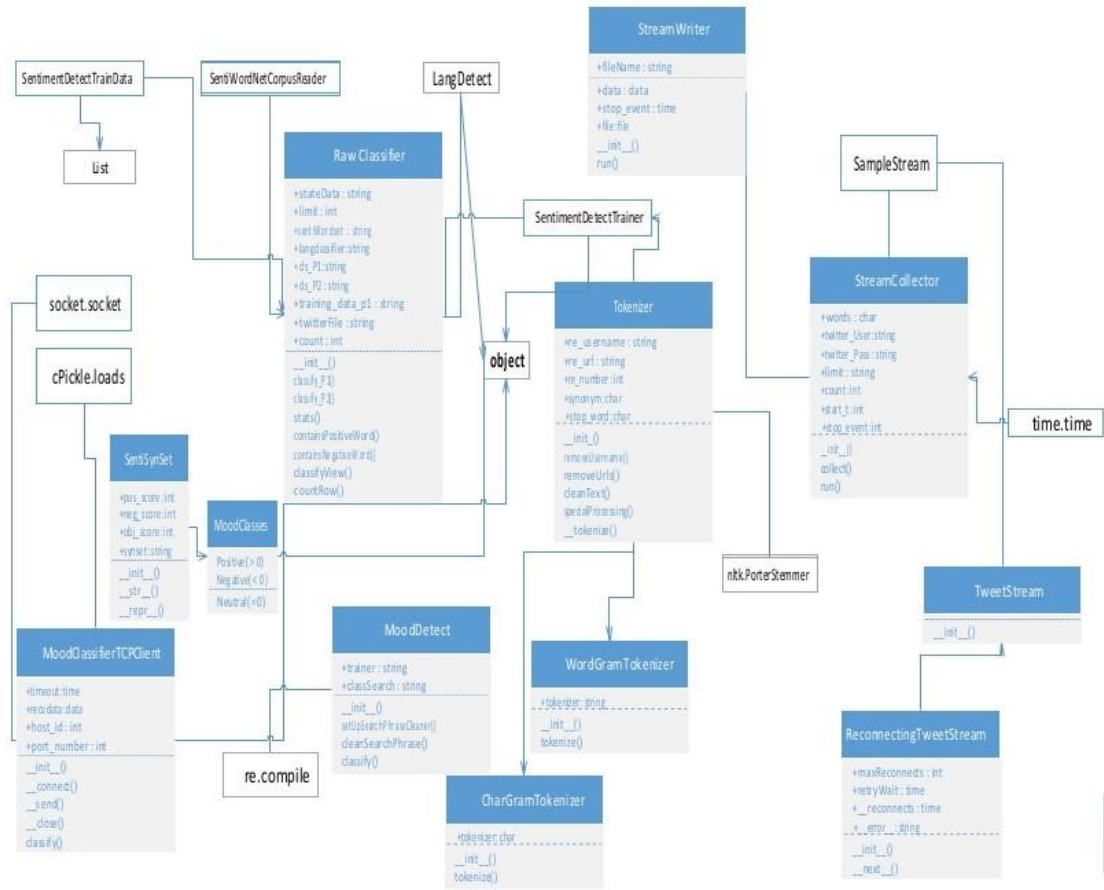 StreamWriter
+fileName : string
+data : data
+stop_event : time
+file:file
__init__()
run()
SentimentDetectTrainData
SentiWordNetCorpusReader
LangDetect
List
Raw Classifier
+stateData : string
+limit : int
+langclassifier:string
+ds_P1:string
+ds_P2:string
+training_data_p1 : string
+twitterFile : string
+count : int
__init__()
classify_P1()
classify_P2()
stats()
containsPositiveWord()
containsNegativeWord()
classifyView()
countRow()
SentimentDetectTrainer
SampleStream
StreamCollector
+words : char
+twitter_User:string
+twitter_Pass:string
+limit : string
+count:int
+start_t:int
+stop_event:int
__init__()
collect()
run()
time.time
socket.socket
cPickle.loads
object
Tokenizer
+re_username : string
+re_url : string
+re_number:int
+synonym:char
+stop_word:char
__init_()
removeUsername()
removeUrls()
cleanText()
specialProcessing()
__tokenize()
nltk.PorterStemmer
SentiSynSet
+pos_score:int
+neg_score:int
+obj_score:int
+synset:string
__init__()
__str__()
__repr__()
MoodClasses
Positive(>0)
Negative(<0)
Neutral(=0)
TweetStream
__init__()
MoodClassifierTCPClient
+timeout:time
+recvdata:data
+host_id : int
+port_number : int
__init__()
__connect()
__send()
__close()
classify()
MoodDetect
+trainer : string
+classSearch : string
__init__()
setUpSearchPhraseCleaner()
cleanSearchPhrase()
classify()
re.compile
WordGramTokenizer
+tokenizer:string
__init__()
tokenize()
CharGramTokenizer
+tokenizer:char
__init__()
tokenize()
ReconnectingTweetStream
+maxReconnects : int
+retryWait : time
+__reconnects : time
+_error_:string
__init__()
__next__()